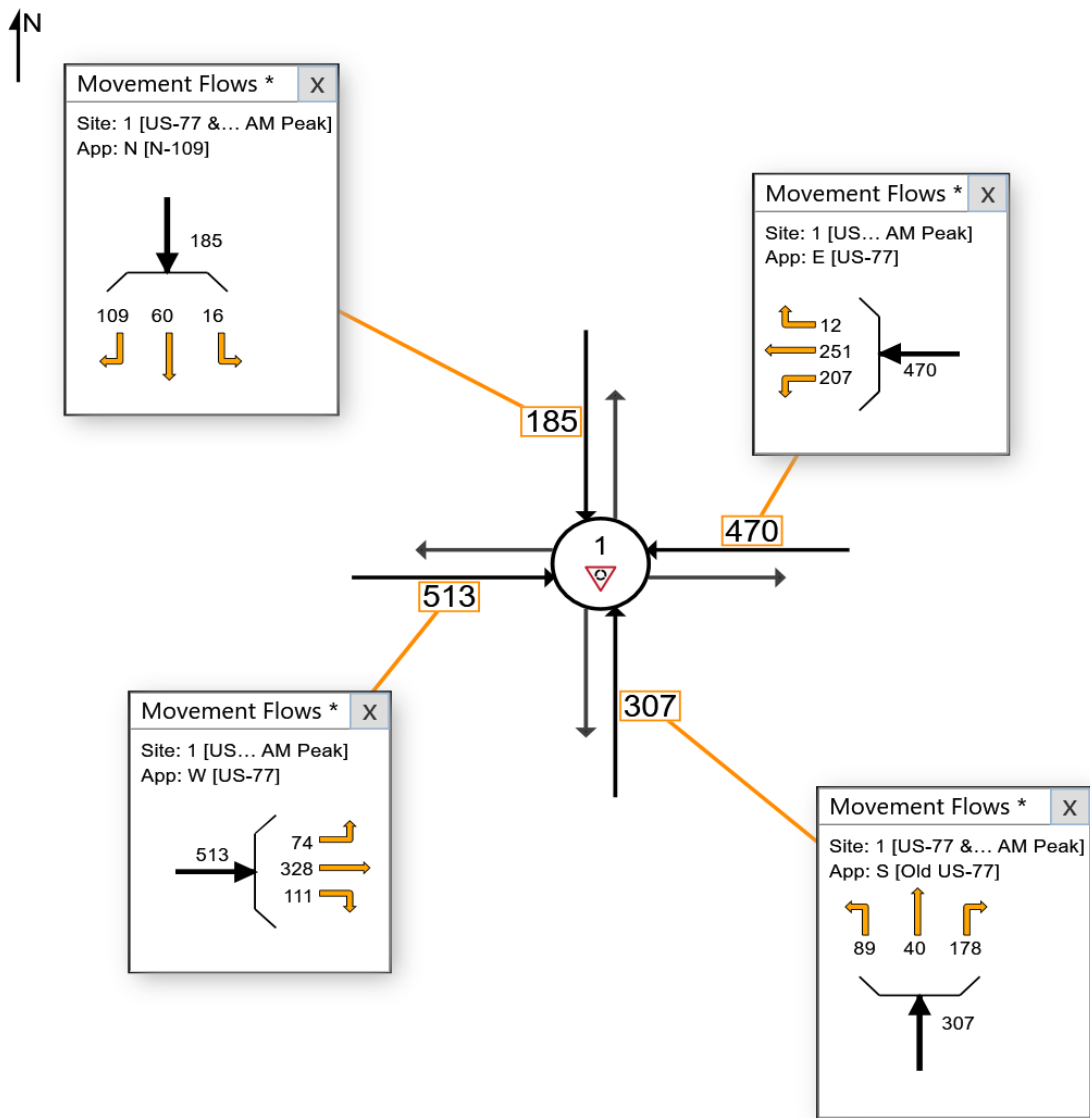 N
Movement Flows * X
Site: 1 [US-77 &... AM Peak]
App: N [N-109]
185
109 60 16
Movement Flows * X
Site: 1 [US... AM Peak]
App: E [US-77]
12
251
207
470
185
470
1
513
307
Movement Flows * X
Site: 1 [US... AM Peak]
App: W [US-77]
513
74
328
111
Movement Flows * X
Site: 1 [US-77 &... AM Peak]
App: S [Old US-77]
89 40 178
307